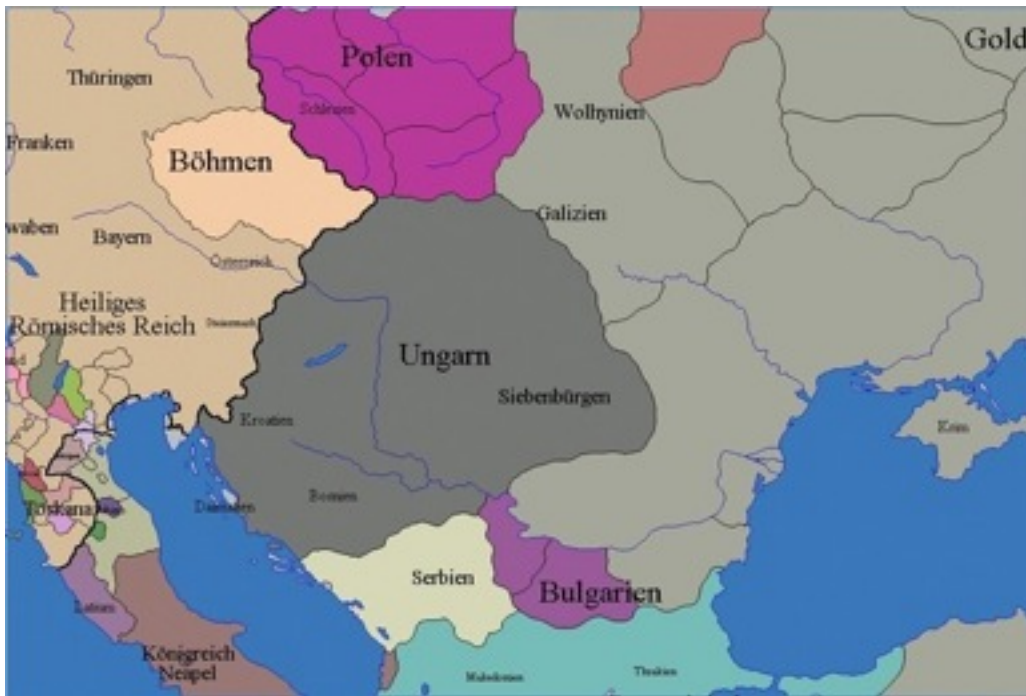 Polen
Gold
Thüringen
Schlesien
Wolhynien
Franken
Böhmen
waben
Bayern
Galizien
Österreich
Heiliges
Römisches Reich
Steiermark
Ungarn
Siebenbürgen
Kroatien
Krim
Bosnien
Toskana
Dalmatien
Serbien
Bulgarien
Latium
Königreich
Neapel
Makedonien
Thrakien